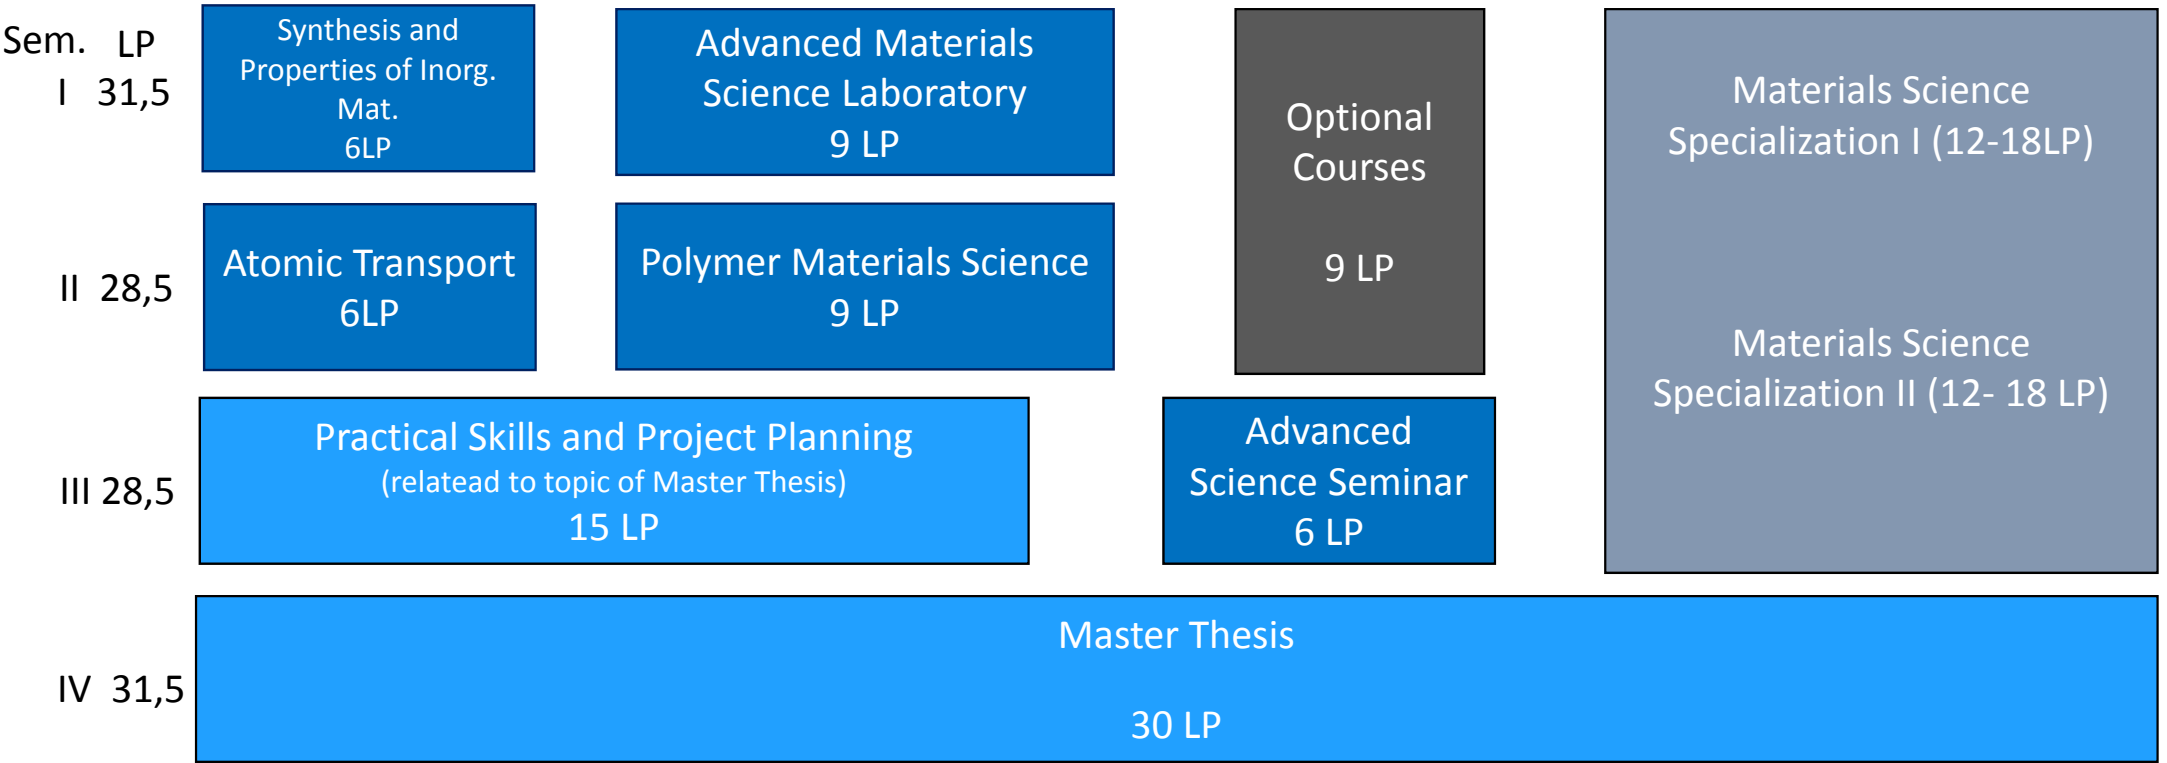 Sem. LP
I 31,5
Synthesis and
Properties of Inorg.
Mat.
6LP
Advanced Materials
Science Laboratory
9 LP
Optional
Courses
9 LP
Materials Science
Specialization I (12-18LP)
II 28,5
Atomic Transport
6LP
Polymer Materials Science
9 LP
Materials Science
Specialization II (12- 18 LP)
III 28,5
Practical Skills and Project Planning
(relatead to topic of Master Thesis)
15 LP
Advanced
Science Seminar
6 LP
IV 31,5
Master Thesis
30 LP